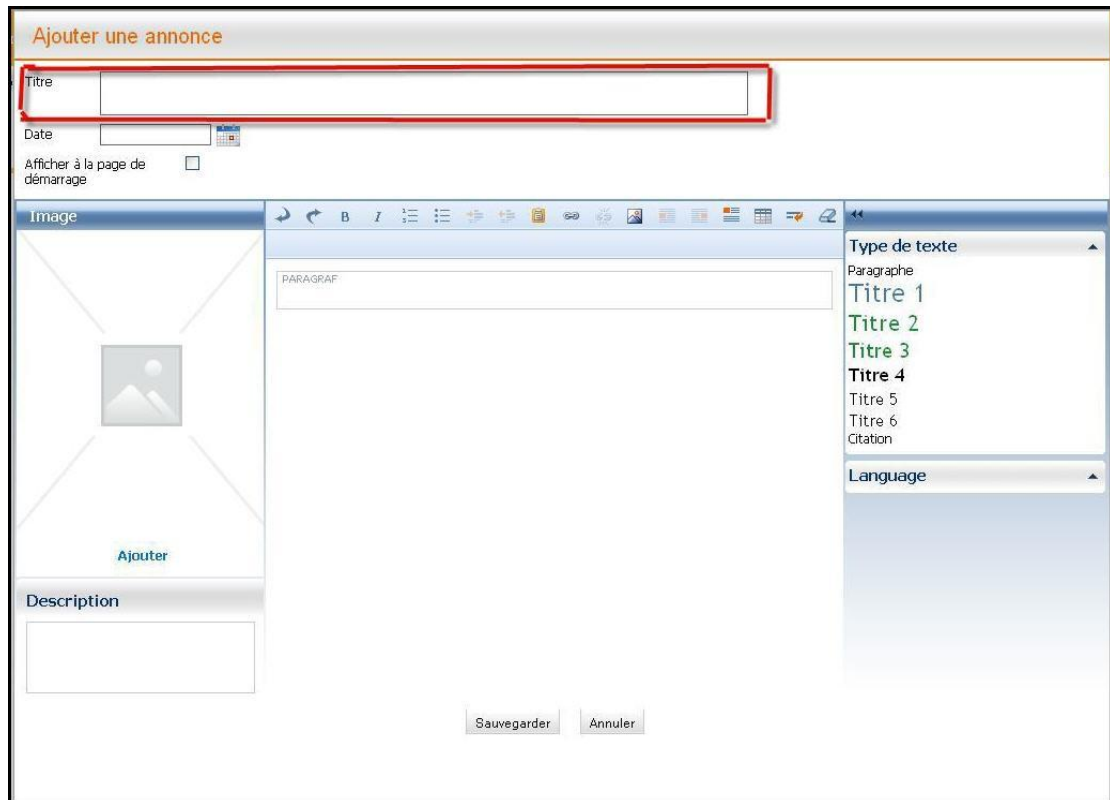 Ajouter une annonce
Titre
Date
Afficher à la page de
démarrage
Image
B I
Type de texte
PARAGRAF
Paragraphe
Titre 1
Titre 2
Titre 3
Titre 4
Titre 5
Titre 6
Citation
Language
Ajouter
Description
Sauvegarder Annuler